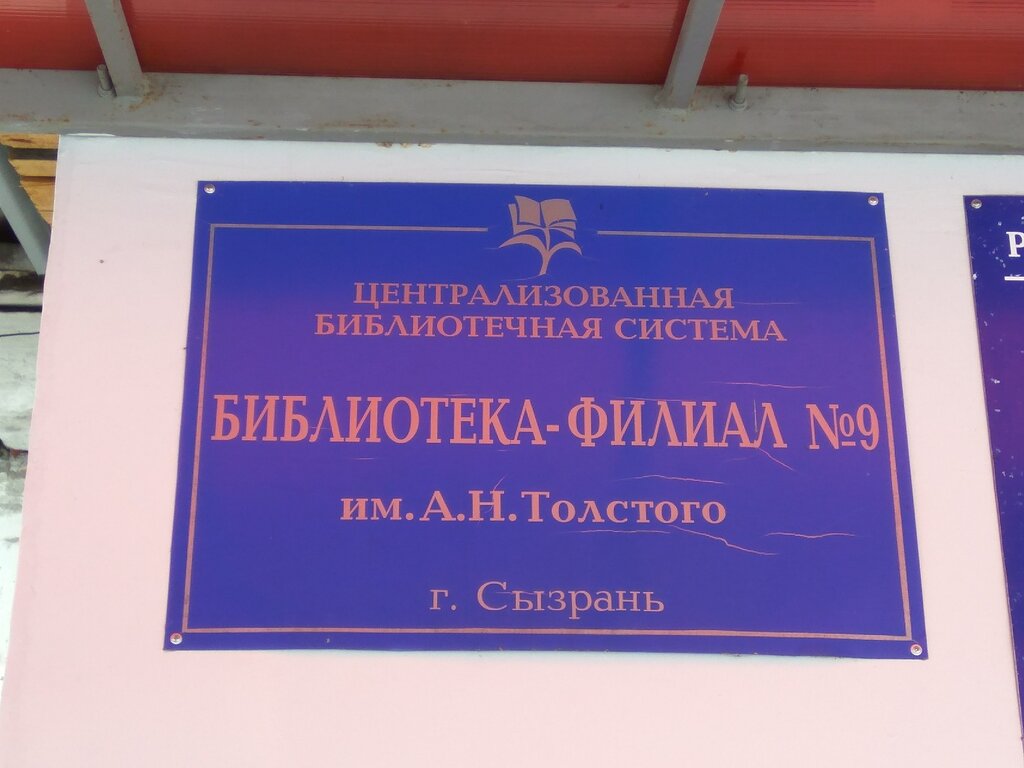 ЦЕНТРАЛИЗОВАННАЯ
БИБЛИОТЕЧНАЯ СИСТЕМА
БИБЛИОТЕКА-ФИЛИАЛ №9
им.А.Н.Толстого
г. Сызрань